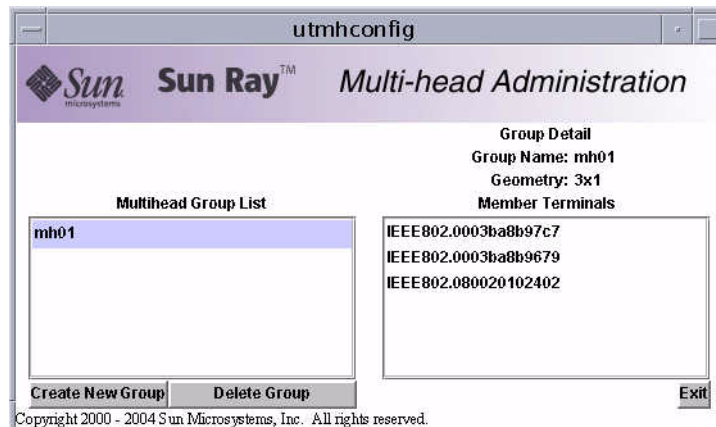 utmhconfig
Sun microsystems Sun Ray™ Multi-head Administration
Group Detail
Group Name: mh01
Geometry: 3x1
Multihead Group List
Member Terminals
mh01
IEEE802.0003ba8b97c7
IEEE802.0003ba8b9679
IEEE802.080020102402
Create New Group
Delete Group
Exit
Copyright 2000 - 2004 Sun Microsystems, Inc. All rights reserved.